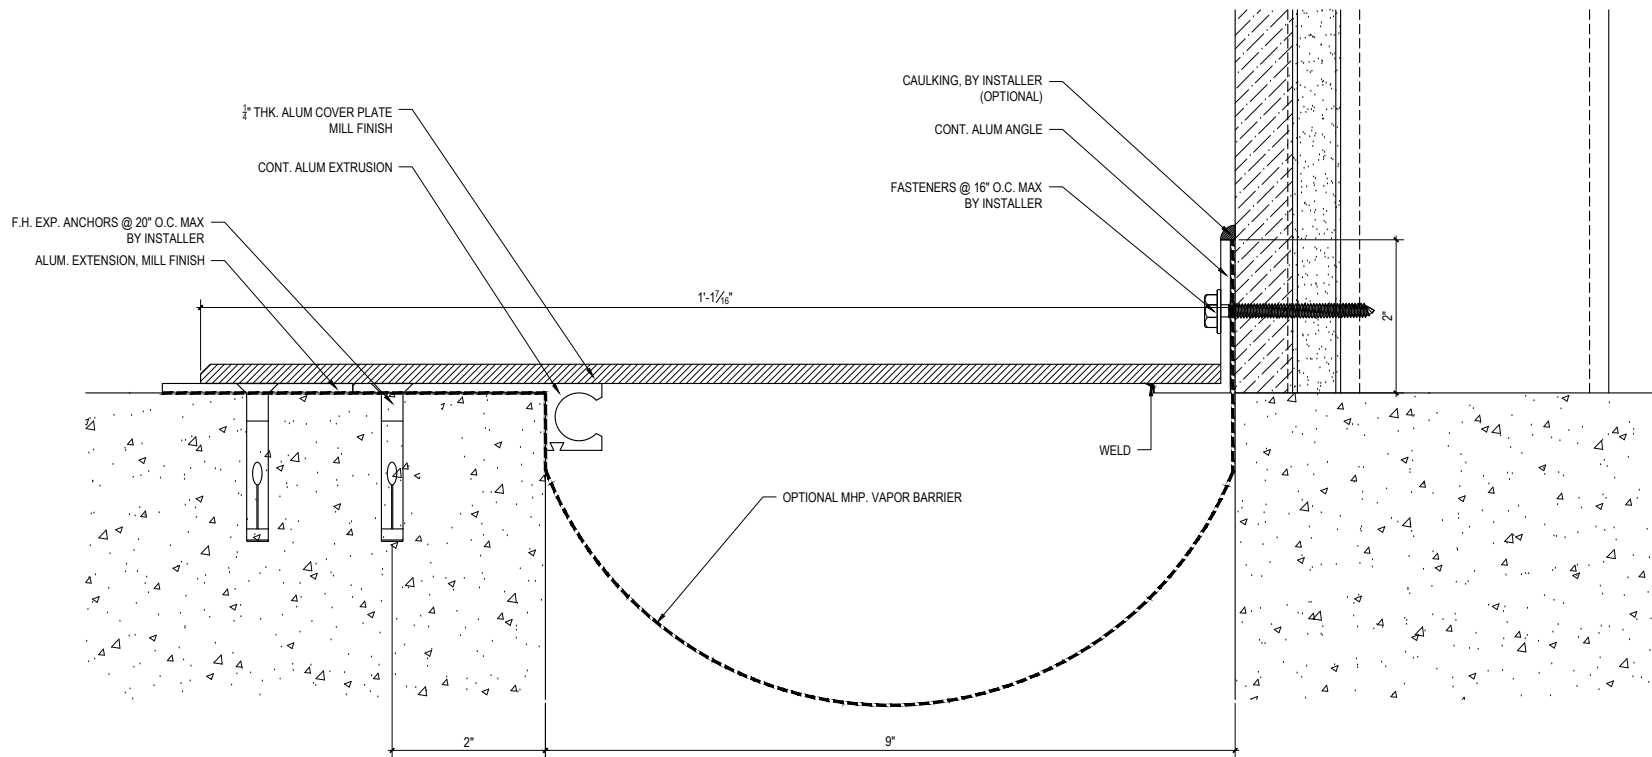 CAULKING, BY INSTALLER
(OPTIONAL)
¼" THK. ALUM COVER PLATE
MILL FINISH
CONT. ALUM ANGLE
CONT. ALUM EXTRUSION
FASTENERS @ 16" O.C. MAX
BY INSTALLER
F.H. EXP. ANCHORS @ 20" O.C. MAX
BY INSTALLER
ALUM. EXTENSION, MILL FINISH
1'-1⁷⁄₁₆"
2"
WELD
OPTIONAL MHP. VAPOR BARRIER
2"
9"